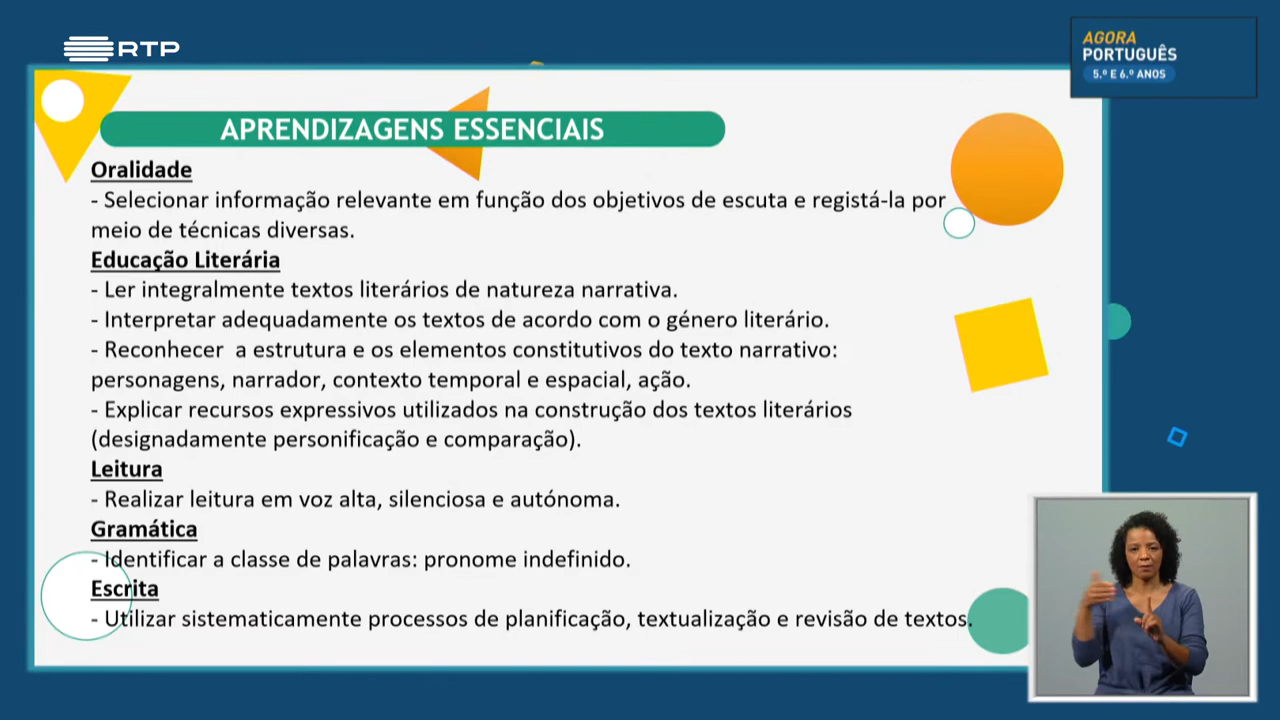 RTP
AGORA
PORTUGUÊS
5.º E 6.º ANOS
APRENDIZAGENS ESSENCIAIS
Oralidade
- Selecionar informação relevante em função dos objetivos de escuta e registá-la por
meio de técnicas diversas.
Educação Literária
- Ler integralmente textos literários de natureza narrativa.
- Interpretar adequadamente os textos de acordo com o género literário.
- Reconhecer  a estrutura e os elementos constitutivos do texto narrativo:
personagens, narrador, contexto temporal e espacial, ação.
- Explicar recursos expressivos utilizados na construção dos textos literários
(designadamente personificação e comparação).
Leitura
- Realizar leitura em voz alta, silenciosa e autónoma.
Gramática
- Identificar a classe de palavras: pronome indefinido.
Escrita
- Utilizar sistematicamente processos de planificação, textualização e revisão de textos.